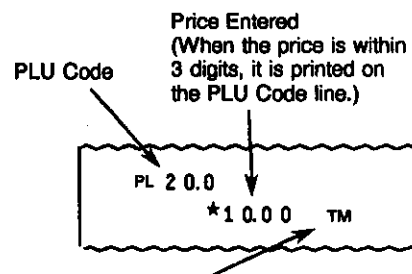 Price Entered
(When the price is within
3 digits, it is printed on
the PLU Code line.)
PLU Code
PL 20.0
*10.00 TM